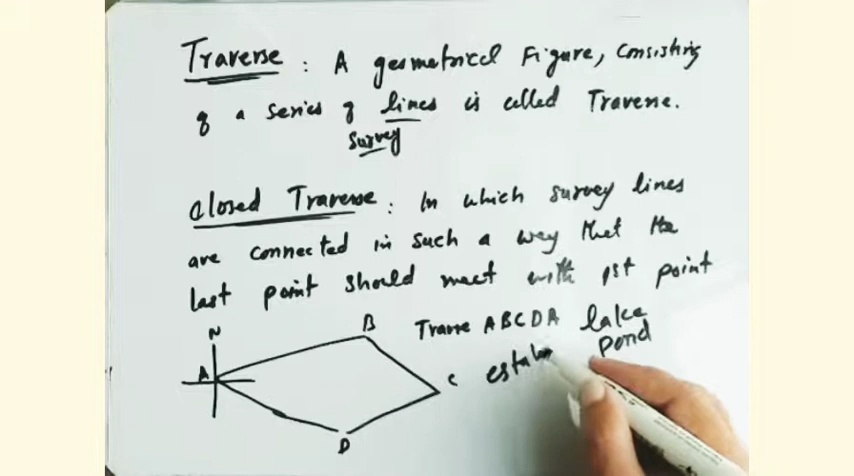 Traverse : A geometrical Figure, Consisting
of a series of lines is called Traverse.
survey
closed Traverse : In which survey lines
are connected in such a way that the
last point should meet with 1st point
N
B
A
C
D
Traverse ABCDA
lake
pond